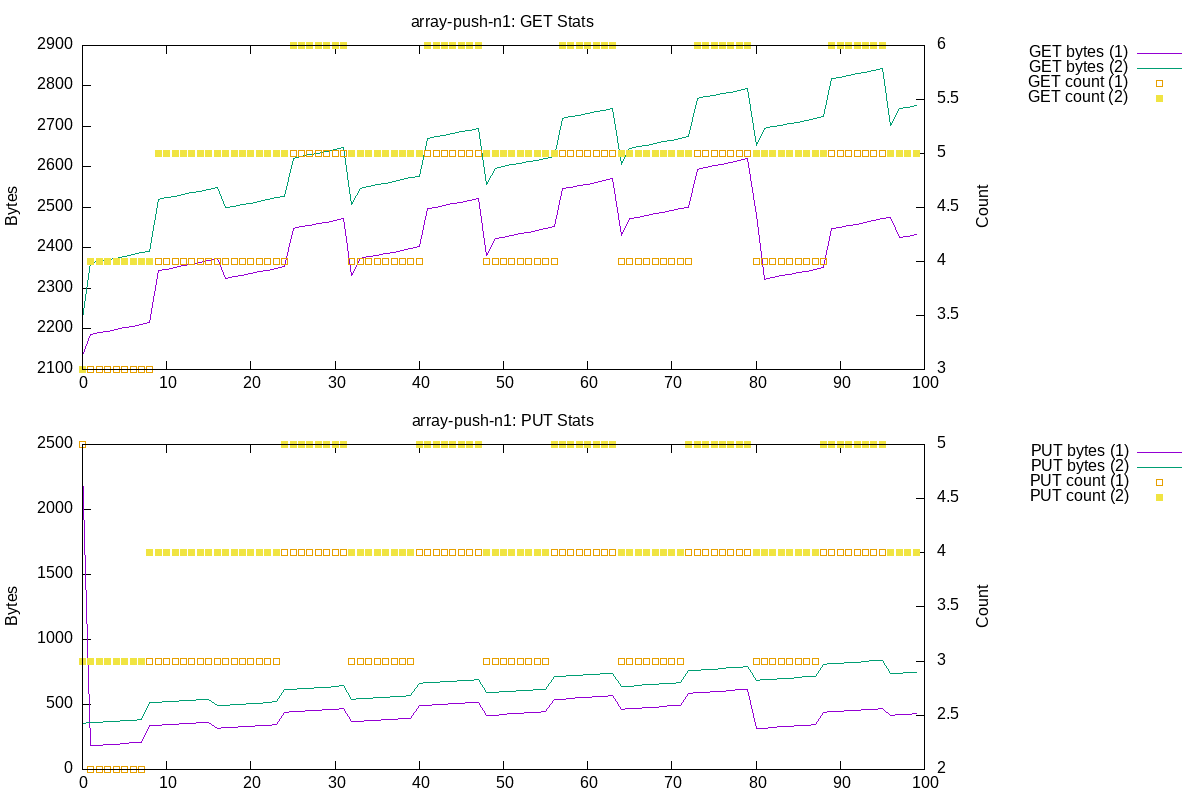 array-push-n1: GET Stats
2900
2800
2700
2600
2500
2400
2300
2200
2100
Bytes
6
5.5
5
4.5
4
3.5
3
Count
0 10 20 30 40 50 60 70 80 90 100
GET bytes (1)
GET bytes (2)
GET count (1)
GET count (2)
array-push-n1: PUT Stats
2500
2000
1500
1000
500
0
Bytes
5
4.5
4
3.5
3
2.5
2
Count
0 10 20 30 40 50 60 70 80 90 100
PUT bytes (1)
PUT bytes (2)
PUT count (1)
PUT count (2)